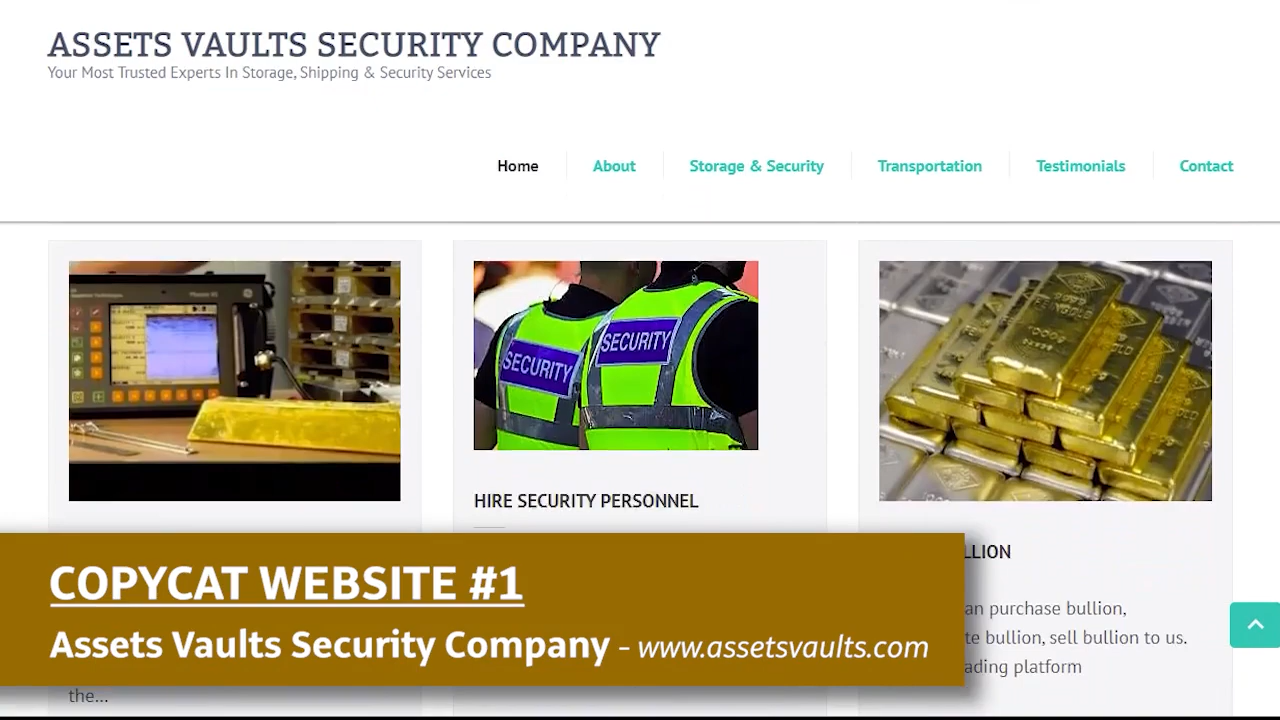 ASSETS VAULTS SECURITY COMPANY
Your Most Trusted Experts In Storage, Shipping & Security Services
Home
About
Storage & Security
Transportation
Testimonials
Contact
SECURITY
SECURITY
HIRE SECURITY PERSONNEL
an purchase bullion,
te bullion, sell bullion to us.
ading platform
COPYCAT WEBSITE #1
Assets Vaults Security Company - www.assetsvaults.com
the...